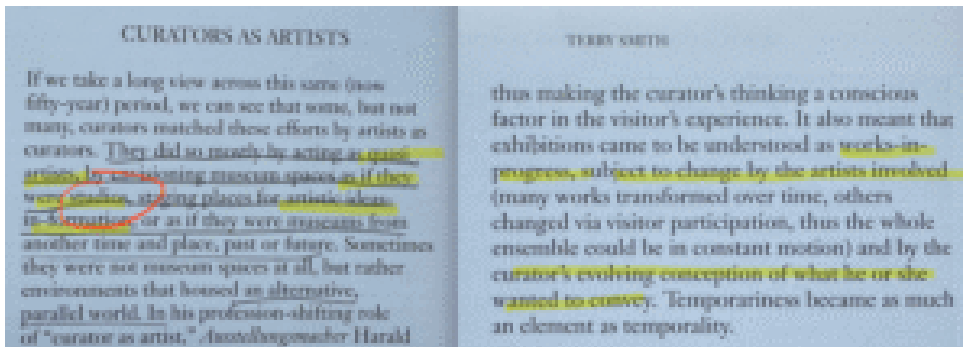 CURATORS AS ARTISTS
If we take a long view across this same (now
fifty-year) period, we can see that some, but not
many, curators matched these efforts by artists as
curators. They did so mostly by acting as quasi
artists, by envisioning museum spaces as if they
were studios, staging places for artistic ideas-
in-formation, or as if they were museums from
another time and place, past or future. Sometimes
they were not museum spaces at all, but rather
environments that housed an alternative,
parallel world. In his profession-shifting role
of "curator as artist," Ausstellungsmacher Harald
TERRY SMITH
thus making the curator's thinking a conscious
factor in the visitor's experience. It also meant that
exhibitions came to be understood as works-in-
progress, subject to change by the artists involved
(many works transformed over time, others
changed via visitor participation, thus the whole
ensemble could be in constant motion) and by the
curator's evolving conception of what he or she
wanted to convey. Temporariness became as much
an element as temporality.